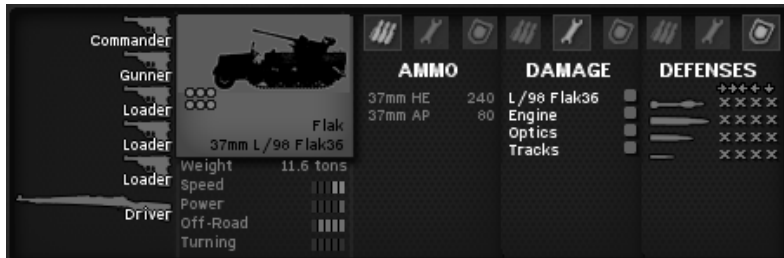 Commander
Gunner
Loader
Loader
Loader
Driver
Flak
37mm L/98 Flak36
Weight 11.6 tons
Speed
Power
Off-Road
Turning
AMMO
37mm HE 240
37mm AP 80
DAMAGE
L/98 Flak36
Engine
Optics
Tracks
DEFENSES
X X X X
X X X X
X X X X
X X X X